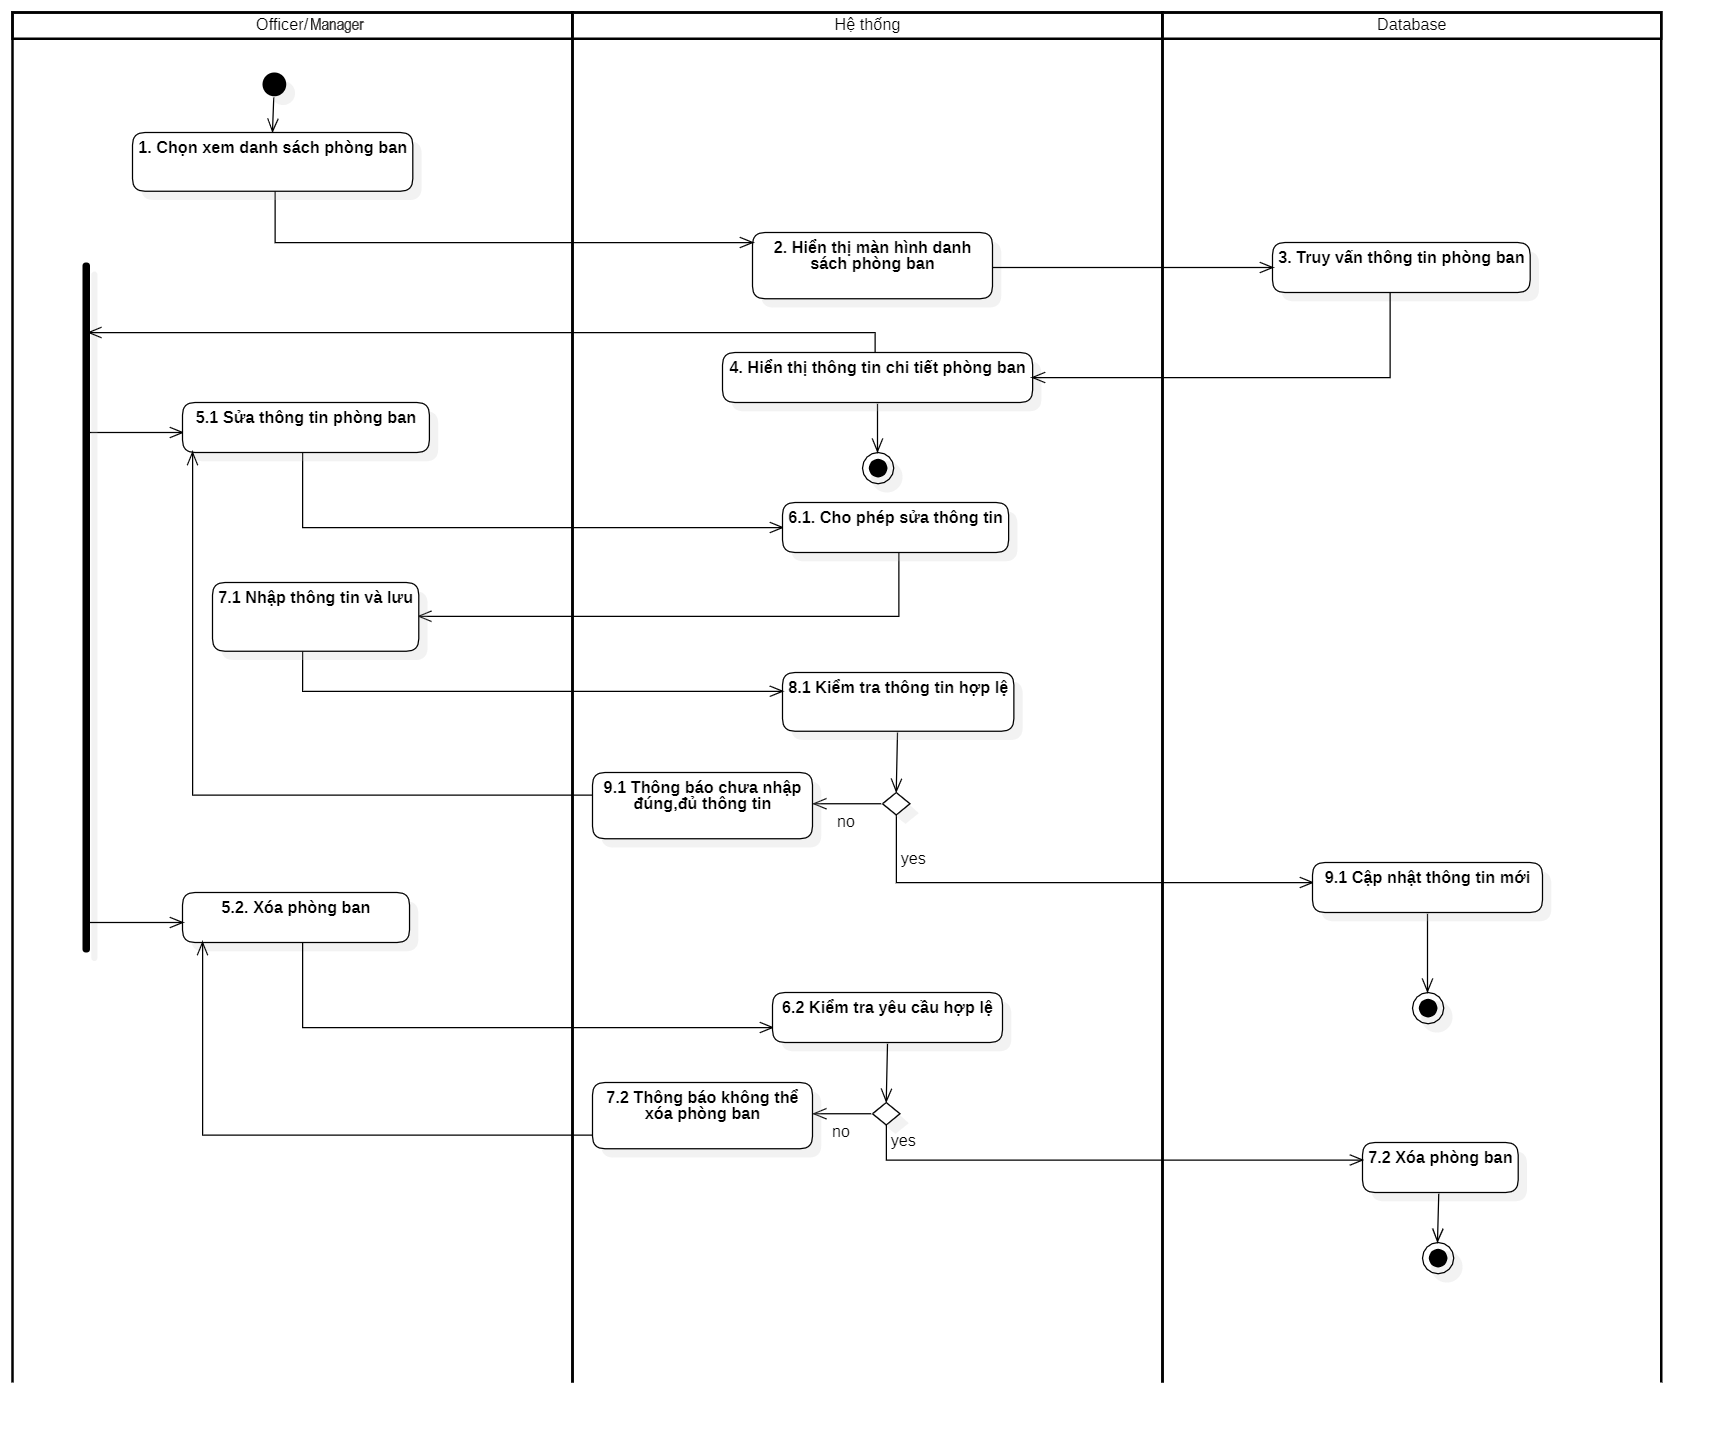 Officer/Manager
Hệ thống
Database
1. Chọn xem danh sách phòng ban
2. Hiển thị màn hình danh
sách phòng ban
3. Truy vấn thông tin phòng ban
4. Hiển thị thông tin chi tiết phòng ban
5.1 Sửa thông tin phòng ban
6.1. Cho phép sửa thông tin
7.1 Nhập thông tin và lưu
8.1 Kiểm tra thông tin hợp lệ
9.1 Thông báo chưa nhập
đúng,đủ thông tin
no
yes
9.1 Cập nhật thông tin mới
5.2. Xóa phòng ban
6.2 Kiểm tra yêu cầu hợp lệ
7.2 Thông báo không thể
xóa phòng ban
no
yes
7.2 Xóa phòng ban